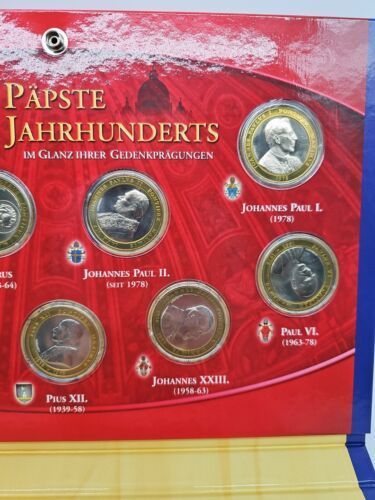 PÄPSTE
JAHRHUNDERTS
IM GLANZ IHRER GEDENKPRÄGUNGEN
JOHANNES PAUL I.
(1978)
JOHANNES PAUL II.
(SEIT 1978)
PAUL VI.
(1963-78)
JOHANNES XXIII.
(1958-63)
PIUS XII.
(1939-58)